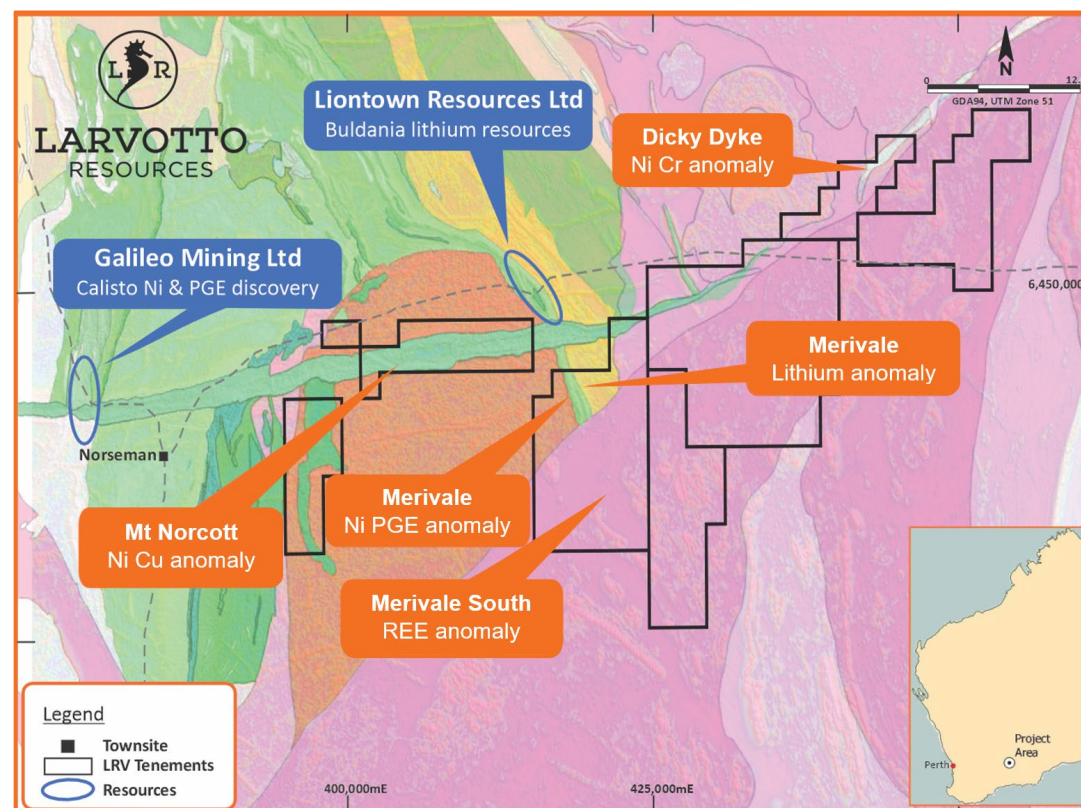 L R
LARVOTTO
RESOURCES
Liontown Resources Ltd
Buldania lithium resources
Dicky Dyke
Ni Cr anomaly
N
0
12.
GDA94, UTM Zone 51
Galileo Mining Ltd
Calisto Ni & PGE discovery
6,450,000
Merivale
Lithium anomaly
Norseman
Mt Norcott
Ni Cu anomaly
Merivale
Ni PGE anomaly
Merivale South
REE anomaly
Legend
Townsite
LRV Tenements
Resources
400,000mE
425,000mE
Project
Area
Perth